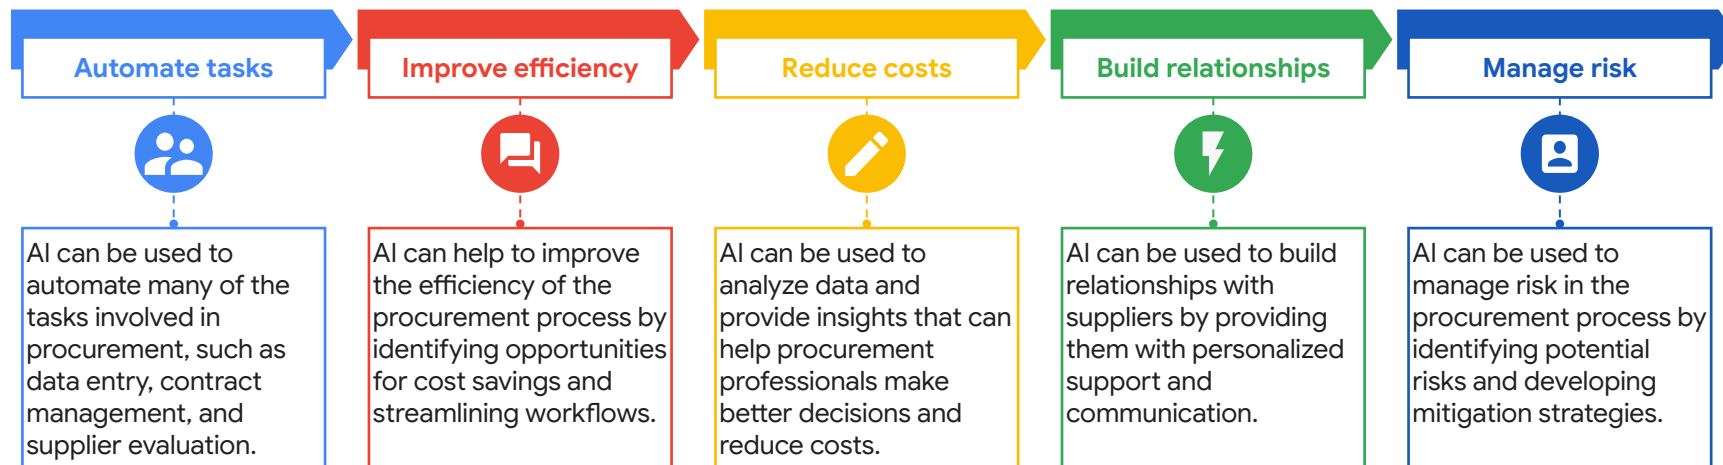 Automate tasks
Improve efficiency
Reduce costs
Build relationships
Manage risk
AI can be used to
automate many of the
tasks involved in
procurement, such as
data entry, contract
management, and
supplier evaluation.
AI can help to improve
the efficiency of the
procurement process by
identifying opportunities
for cost savings and
streamlining workflows.
AI can be used to
analyze data and
provide insights that can
help procurement
professionals make
better decisions and
reduce costs.
AI can be used to build
relationships with
suppliers by providing
them with personalized
support and
communication.
AI can be used to
manage risk in the
procurement process by
identifying potential
risks and developing
mitigation strategies.